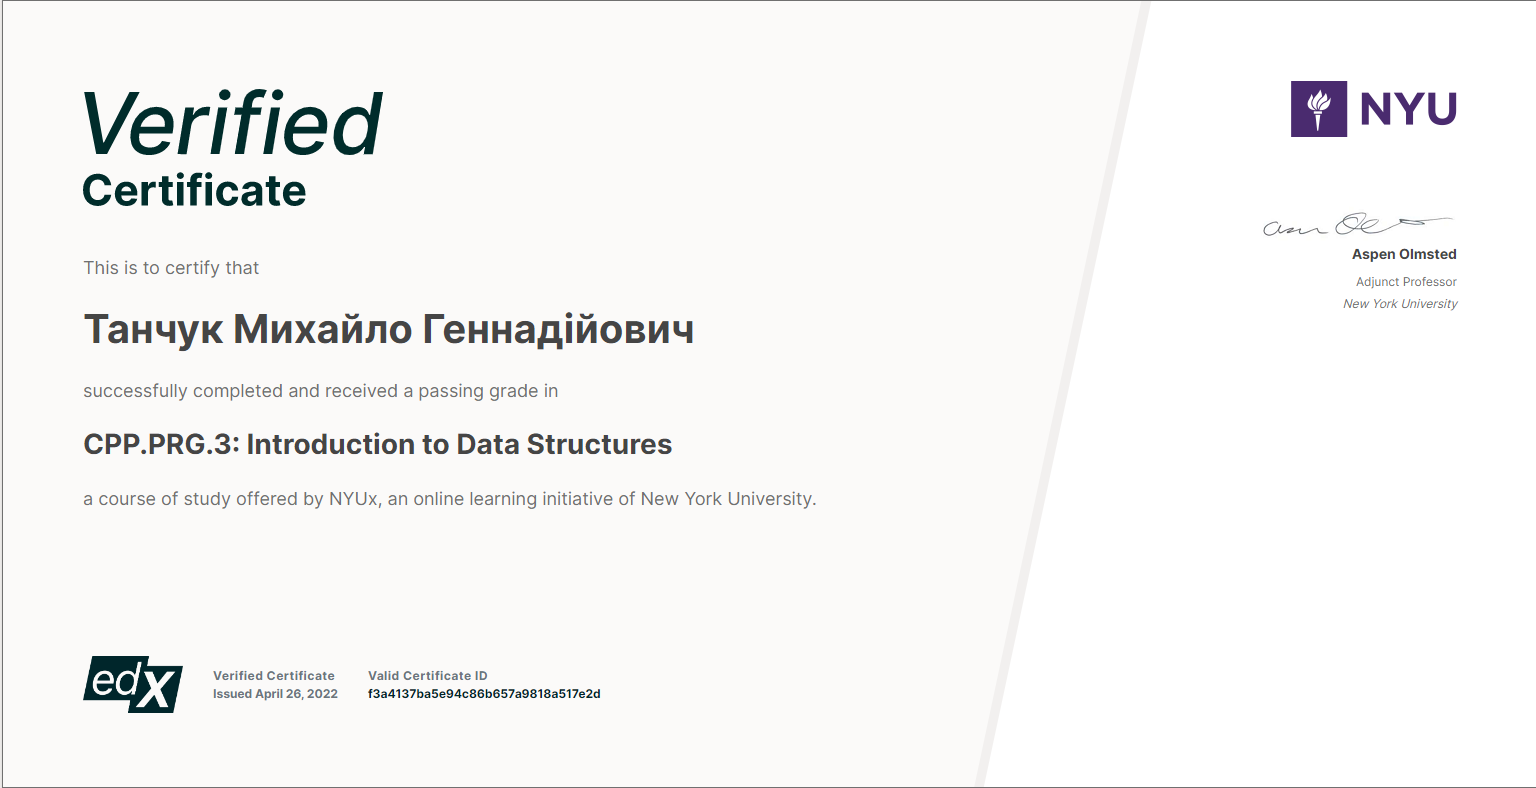 Verified
Certificate
This is to certify that
Танчук Михайло Геннадійович
successfully completed and received a passing grade in
CPP.PRG.3: Introduction to Data Structures
a course of study offered by NYUx, an online learning initiative of New York University.
edX
Verified Certificate
Issued April 26, 2022
Valid Certificate ID
f3a4137ba5e94c86b657a9818a517e2d
NYU
Aspen Olmsted
Adjunct Professor
New York University